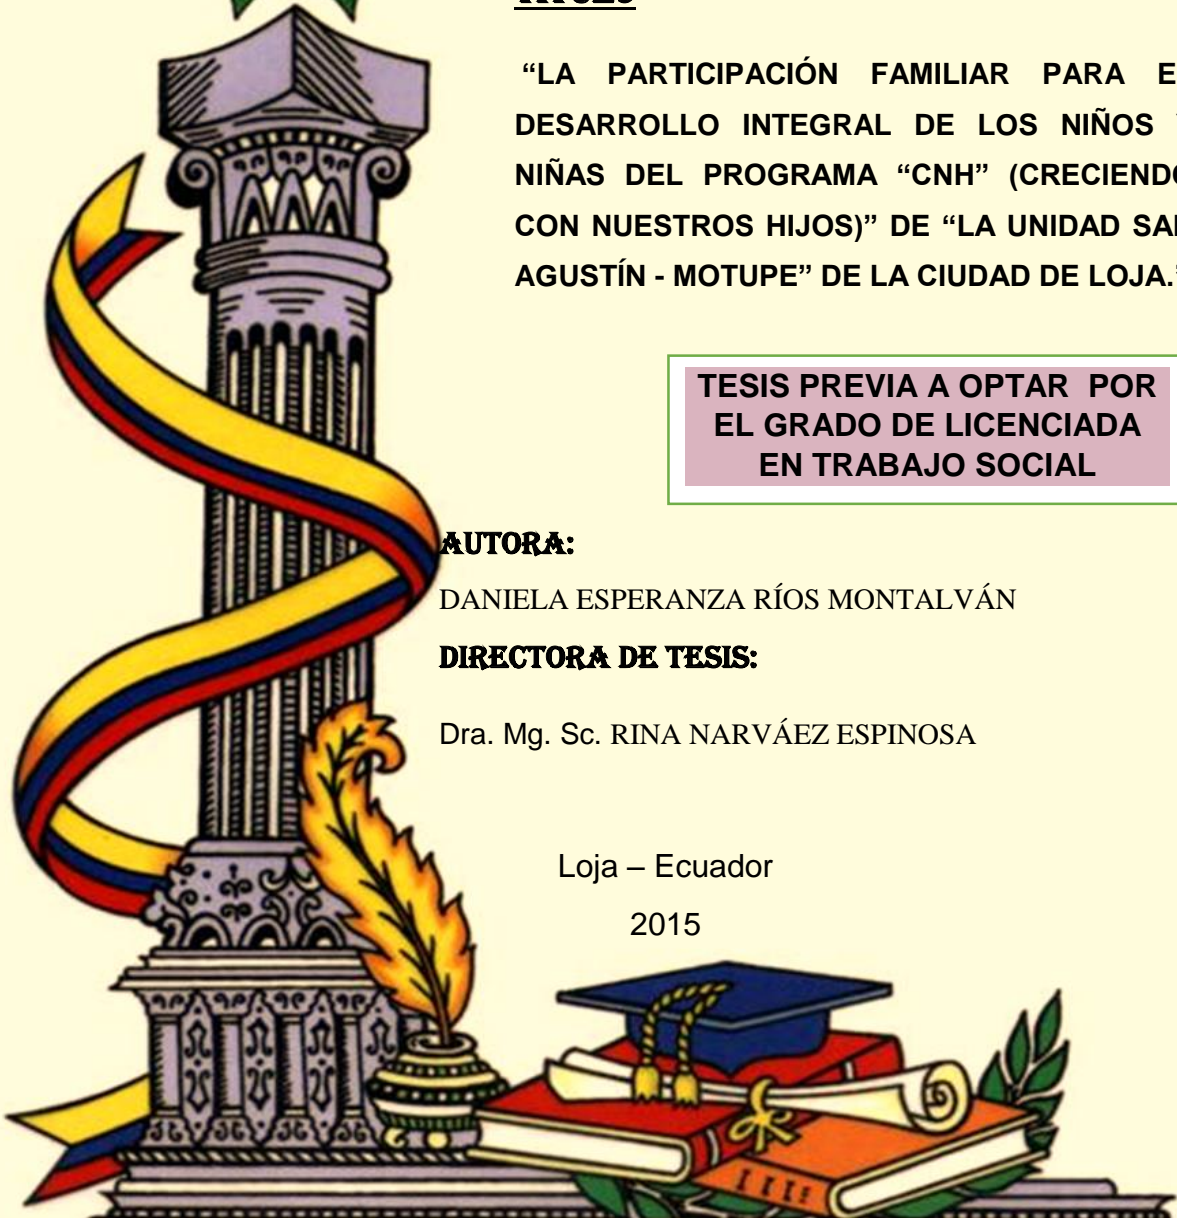 “LA PARTICIPACIÓN FAMILIAR PARA E
DESARROLLO INTEGRAL DE LOS NIÑOS
NIÑAS DEL PROGRAMA “CNH” (CRECIENDO
CON NUESTROS HIJOS)” DE “LA UNIDAD SA
AGUSTÍN - MOTUPE” DE LA CIUDAD DE LOJA.”
TESIS PREVIA A OPTAR POR
EL GRADO DE LICENCIADA
EN TRABAJO SOCIAL
AUTORA:
DANIELA ESPERANZA RÍOS MONTALVÁN
DIRECTORA DE TESIS:
Dra. Mg. Sc. RINA NARVÁEZ ESPINOSA
Loja – Ecuador
2015